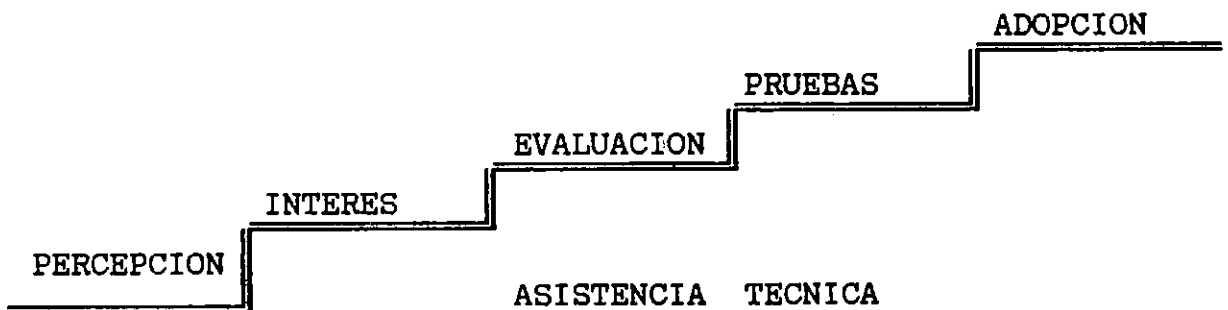 ADOPCION
PRUEBAS
EVALUACION
INTERES
PERCEPCION
ASISTENCIA TECNICA